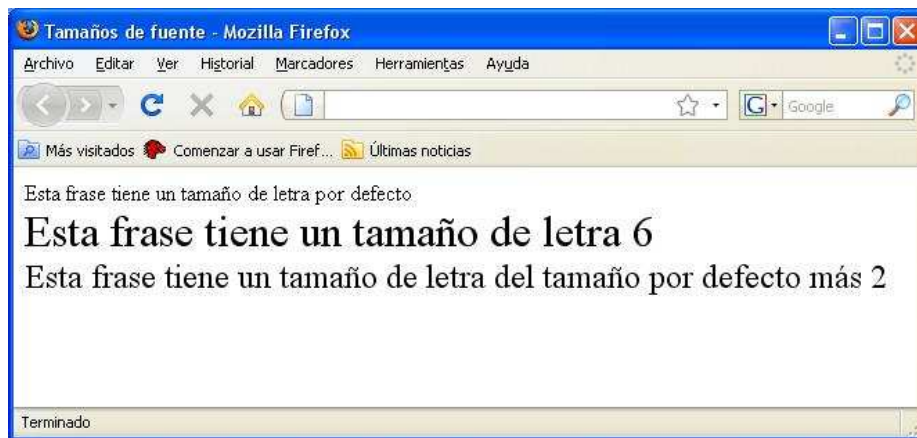 Tamaños de fuente - Mozilla Firefox
Archivo Editar Ver Historial Marcadores Herramientas Ayuda
G Google
Más visitados Comenzar a usar Firef... Últimas noticias
Esta frase tiene un tamaño de letra por defecto
Esta frase tiene un tamaño de letra 6
Esta frase tiene un tamaño de letra del tamaño por defecto más 2
Terminado